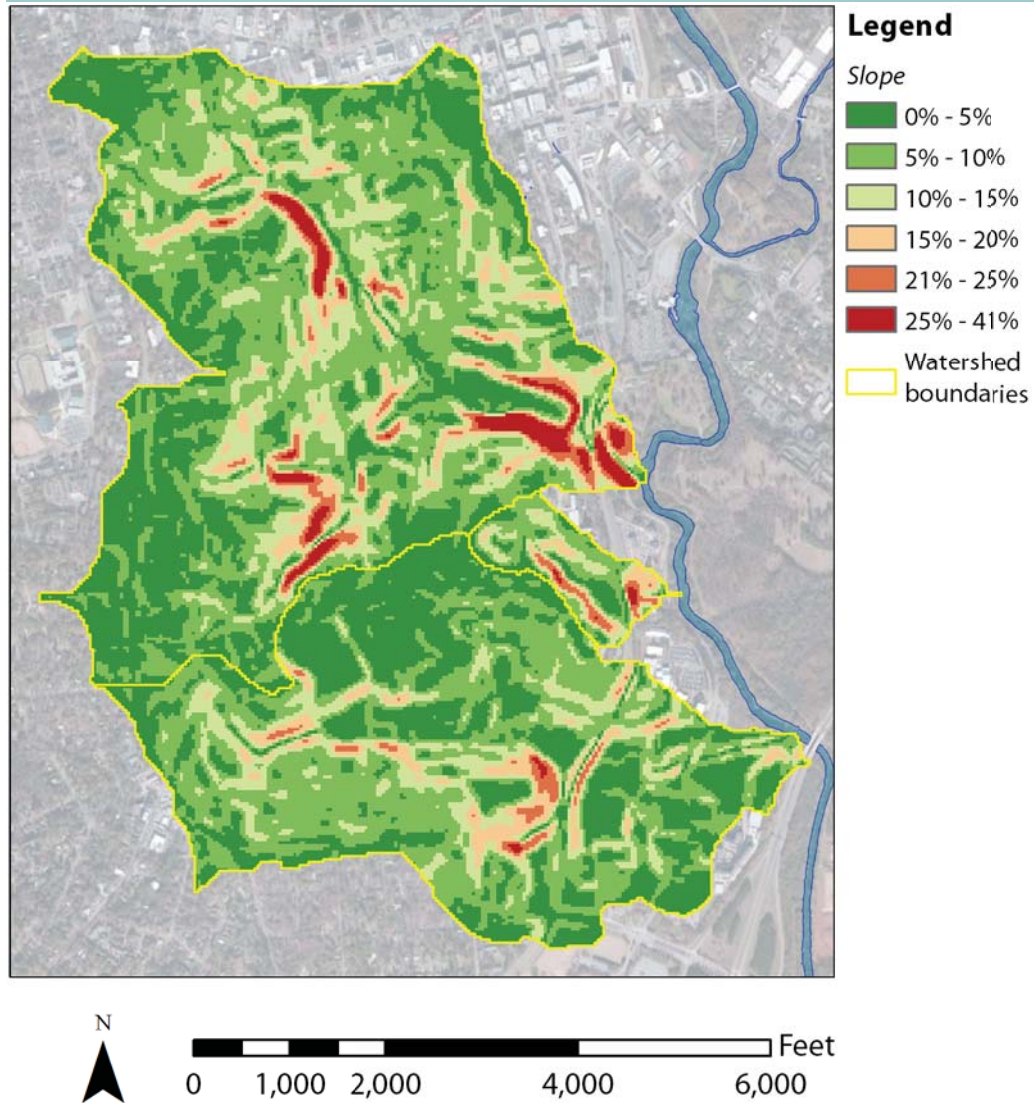 Legend
Slope
0% - 5%
5% - 10%
10% - 15%
15% - 20%
21% - 25%
25% - 41%
Watershed
boundaries
N
Feet
0 1,000 2,000 4,000 6,000